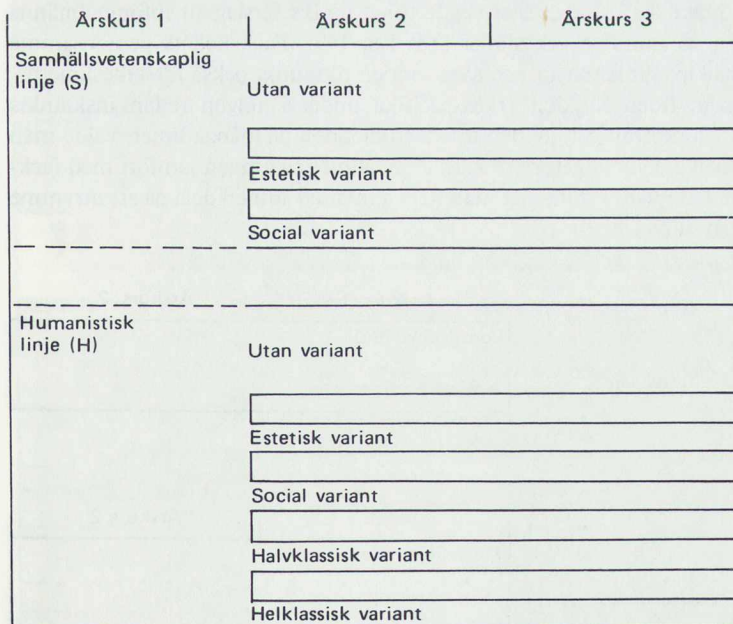 Årskurs 1 Årskurs 2 Årskurs 3
Samhällsvetenskaplig
linje (S)
Utan variant
Estetisk variant
Social variant
Humanistisk
linje (H)
Utan variant
Estetisk variant
Social variant
Halvklassisk variant
Helklassisk variant